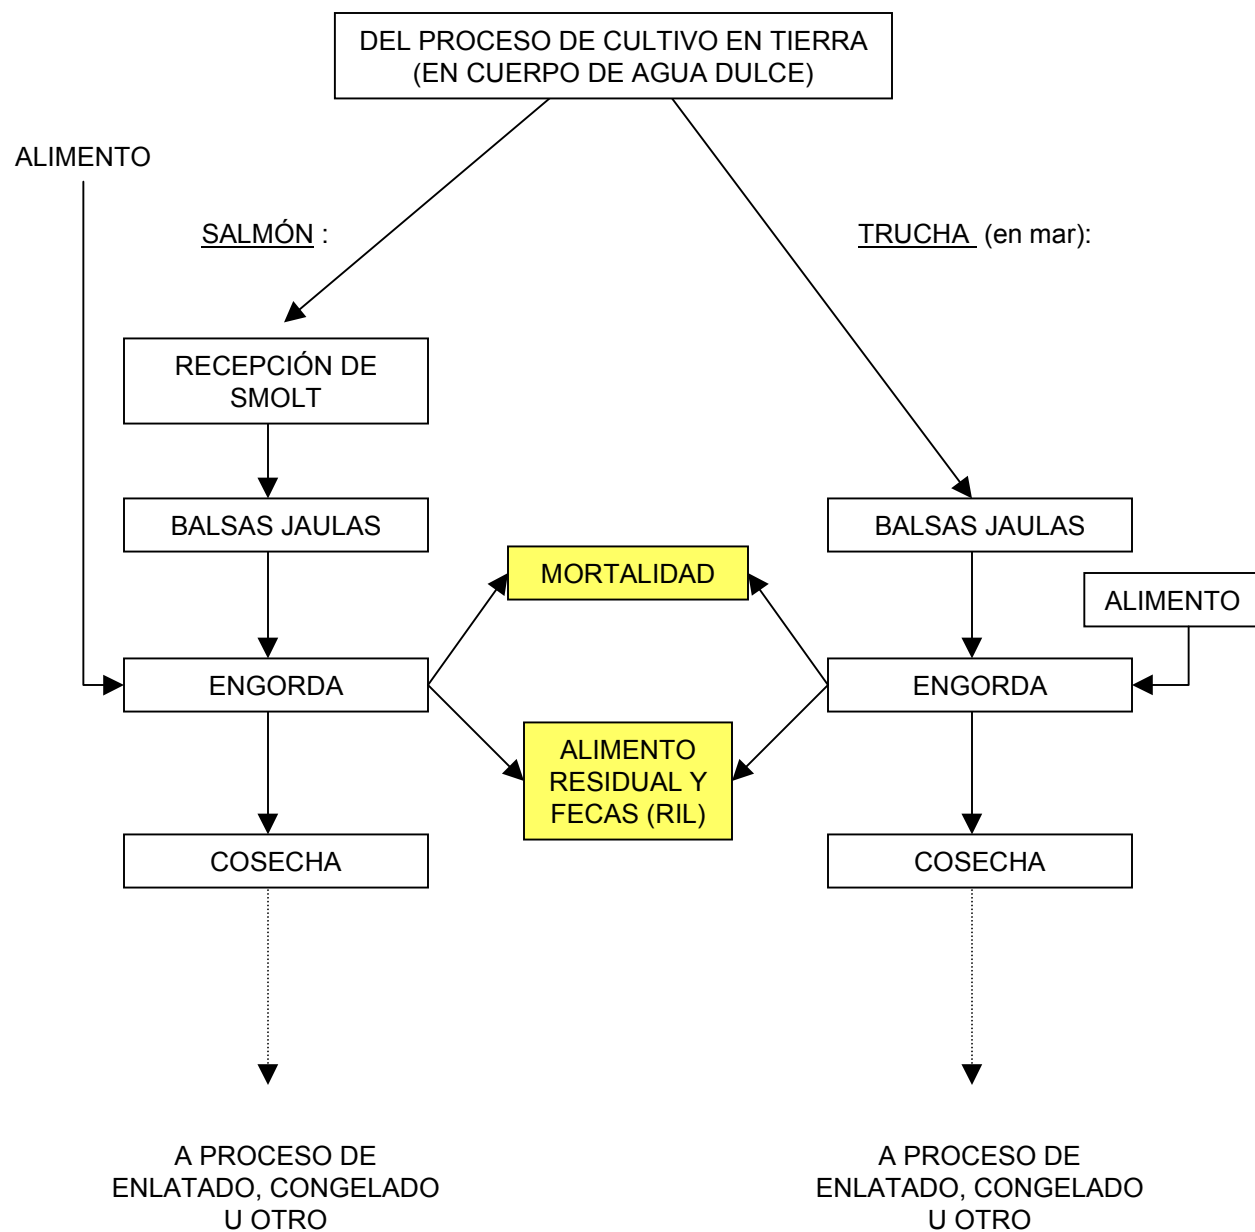 DEL PROCESO DE CULTIVO EN TIERRA
(EN CUERPO DE AGUA DULCE)
ALIMENTO
SALMÓN :
TRUCHA (en mar):
RECEPCIÓN DE
SMOLT
BALSAS JAULAS
BALSAS JAULAS
MORTALIDAD
ALIMENTO
ENGORDA
ENGORDA
ALIMENTO
RESIDUAL Y
FECAS (RIL)
COSECHA
COSECHA
A PROCESO DE
ENLATADO, CONGELADO
U OTRO
A PROCESO DE
ENLATADO, CONGELADO
U OTRO